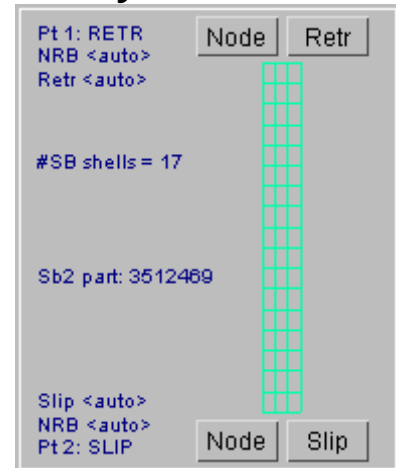 Pt 1: RETR Node Retr
NRB <auto>
Retr <auto>
#SB shells = 17
Sb2 part: 3512469
Slip <auto>
NRB <auto>
Pt 2: SLIP Node Slip